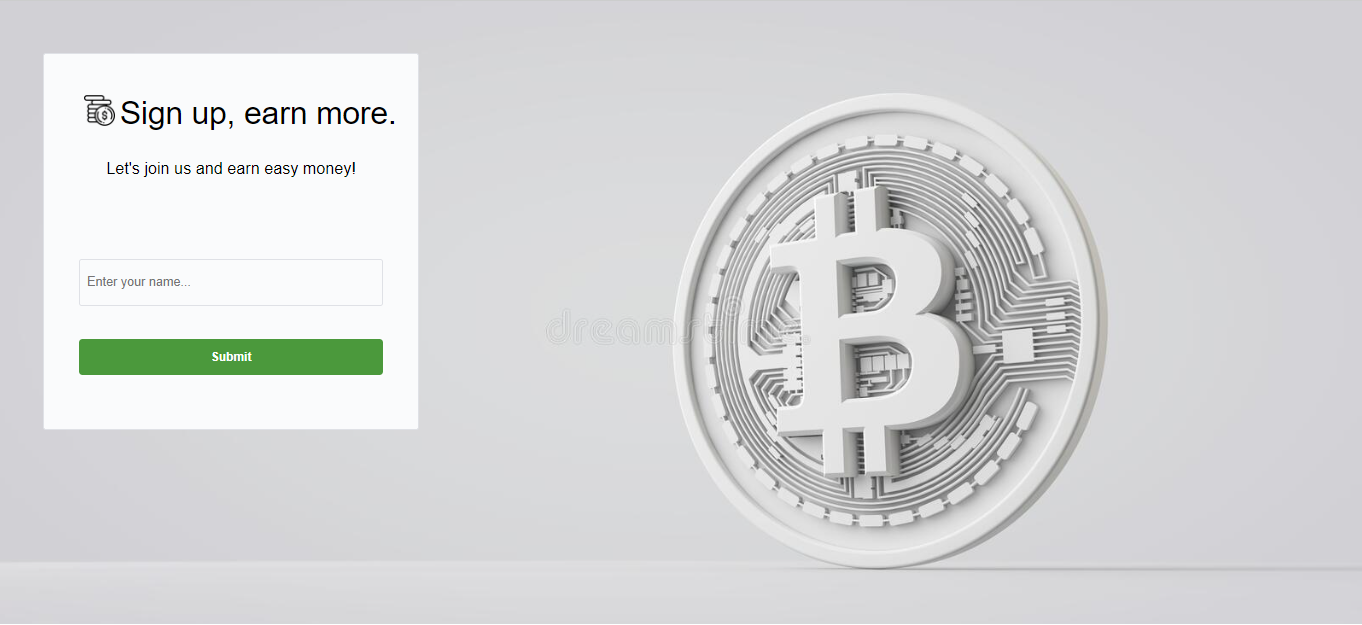 Sign up, earn more.
Let's join us and earn easy money!
Enter your name...
Submit
dreamstime